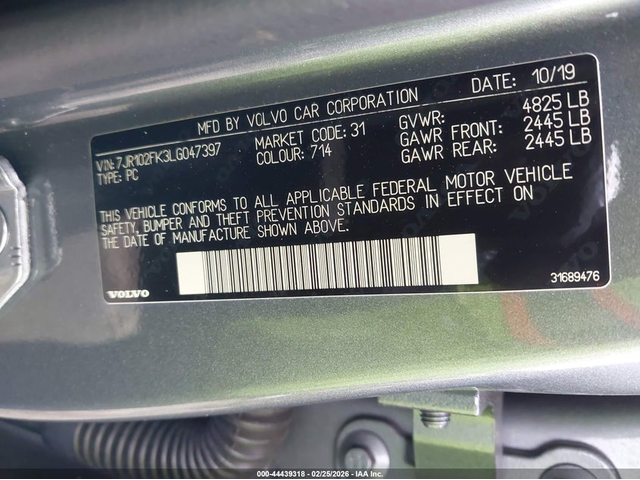 DATE: 10/19
MFD BY VOLVO CAR CORPORATION
VIN: 7JR102FK3LG047397
MARKET CODE: 31
GVWR: 4825 LB
TYPE: PC
COLOUR: 714
GAWR FRONT: 2445 LB
GAWR REAR: 2445 LB
THIS VEHICLE CONFORMS TO ALL APPLICABLE FEDERAL MOTOR VEHICLE
SAFETY, BUMPER AND THEFT PREVENTION STANDARDS IN EFFECT ON
THE DATE OF MANUFACTURE SHOWN ABOVE.
VOLVO
31689476
000-44439318 - 02/25/2026 - IAAI.COM